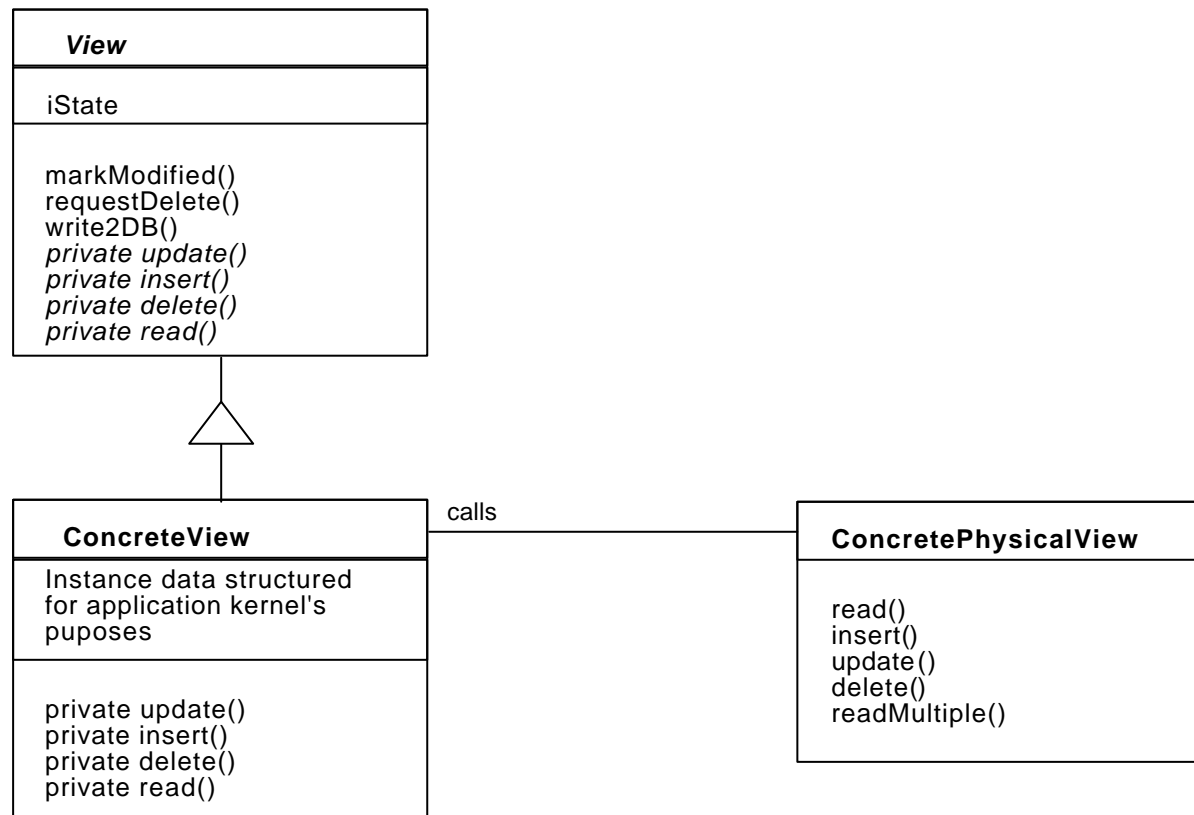 View
iState
markModified()
requestDelete()
write2DB()
private update()
private insert()
private delete()
private read()
calls
ConcreteView
Instance data structured
for application kernel's
puposes
private update()
private insert()
private delete()
private read()
ConcretePhysicalView
read()
insert()
update()
delete()
readMultiple()